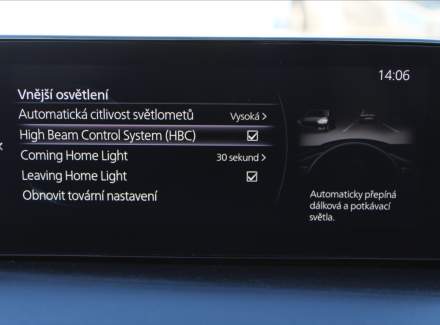 14:06
Vnější osvětlení
Automatická citlivost světlometů Vysoká >
High Beam Control System (HBC)
Coming Home Light 30 sekund >
Leaving Home Light
Obnovit tovární nastavení
Automaticky přepíná
dálková a potkávací
světla.